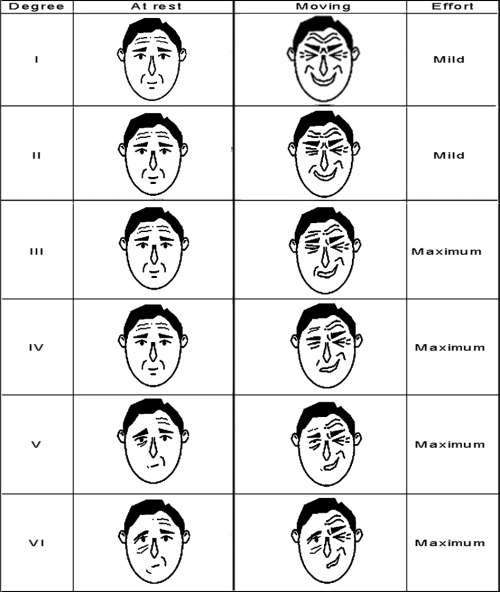 Degree At rest Moving Effort
I Mild
II Mild
III Maximum
IV Maximum
V Maximum
VI Maximum